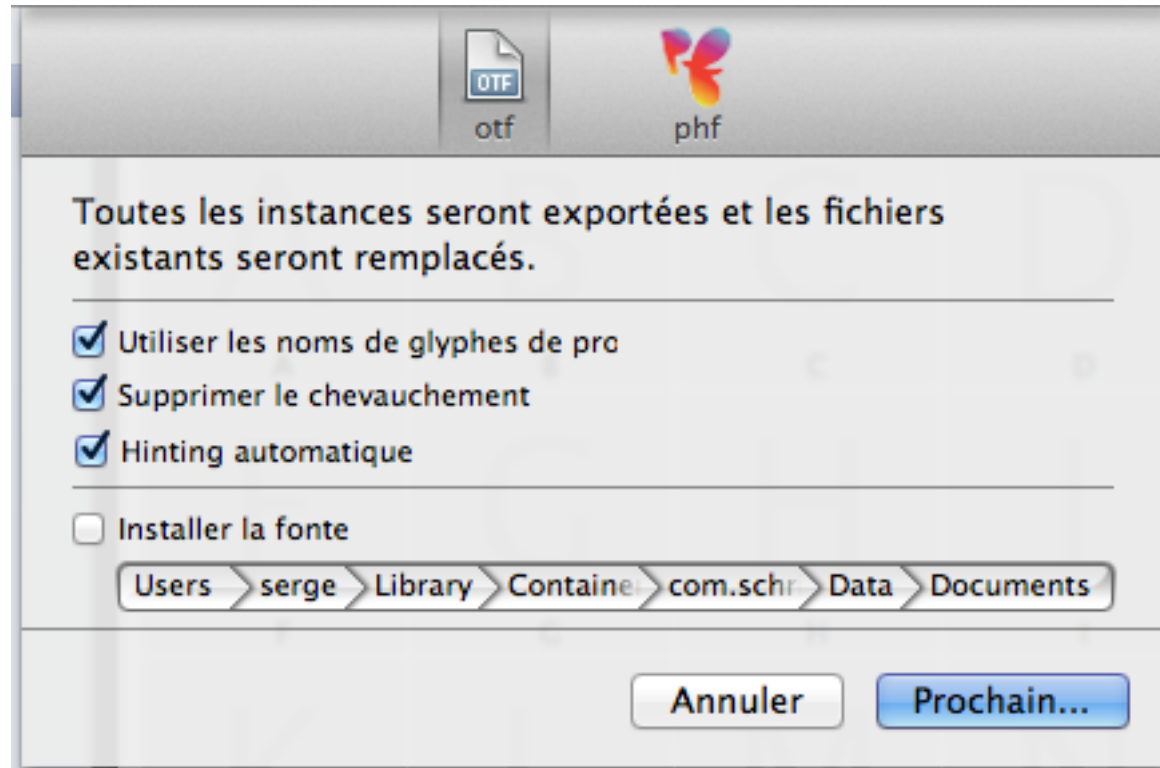 OTF
otf
phf
Toutes les instances seront exportées et les fichiers
existants seront remplacés.
Utiliser les noms de glyphes de pro
Supprimer le chevauchement
Hinting automatique
Installer la fonte
Users serge Library Containe com.schr Data Documents
Annuler Prochain...